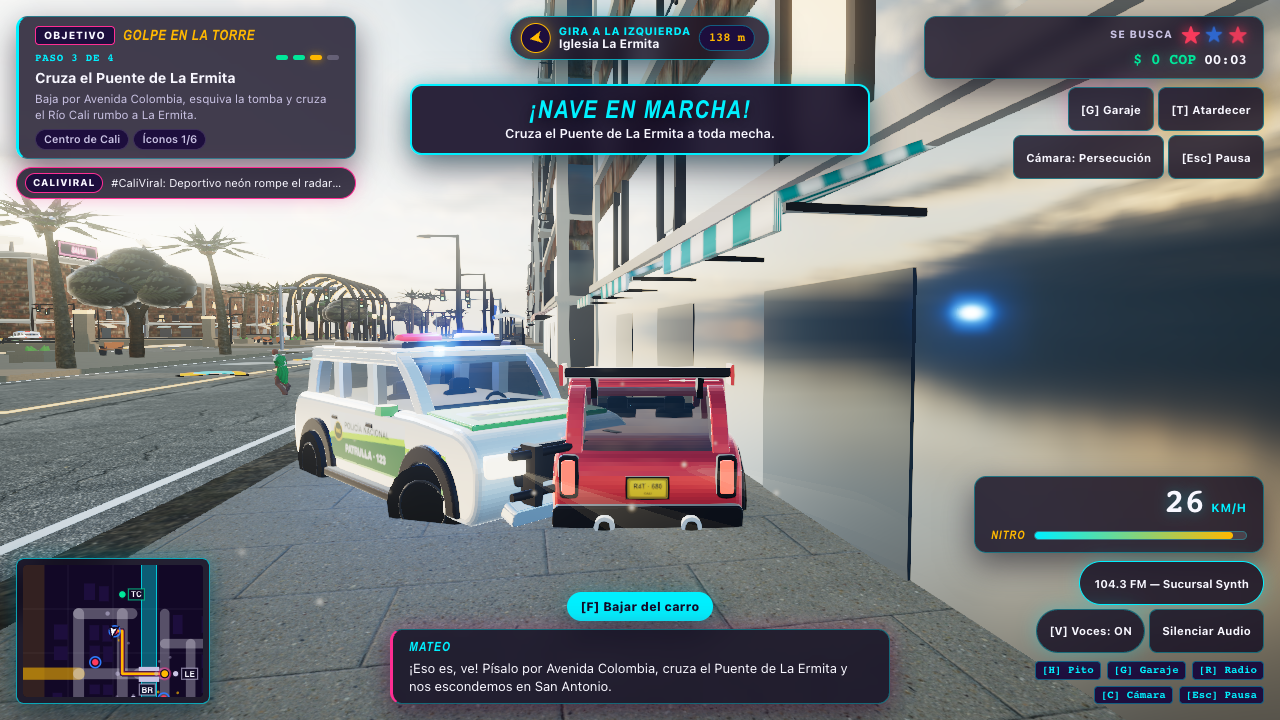 OBJETIVO GOLPE EN LA TORRE
PASO 3 DE 4
Cruza el Puente de La Ermita
Baja por Avenida Colombia, esquiva la tomba y cruza
el Río Cali rumbo a La Ermita.
Centro de Cali Íconos 1/6
CALIVIRAL #CaliViral: Deportivo neón rompe el radar...
GIRA A LA IZQUIERDA
Iglesia La Ermita
138 m
¡NAVE EN MARCHA!
Cruza el Puente de La Ermita a toda mecha.
SE BUSCA
$ 0 COP 00:03
[G] Garaje
[T] Atardecer
Cámara: Persecución
[Esc] Pausa
POLICÍA NACIONAL
PATRULLA · 123
26 KM/H
NITRO
104.3 FM — Sucursal Synth
[V] Voces: ON
Silenciar Audio
[H] Pito
[G] Garaje
[R] Radio
[C] Cámara
[Esc] Pausa
[F] Bajar del carro
MATEO
¡Eso es, ve! Písalo por Avenida Colombia, cruza el Puente de La Ermita y
nos escondemos en San Antonio.
TC
LE
BR